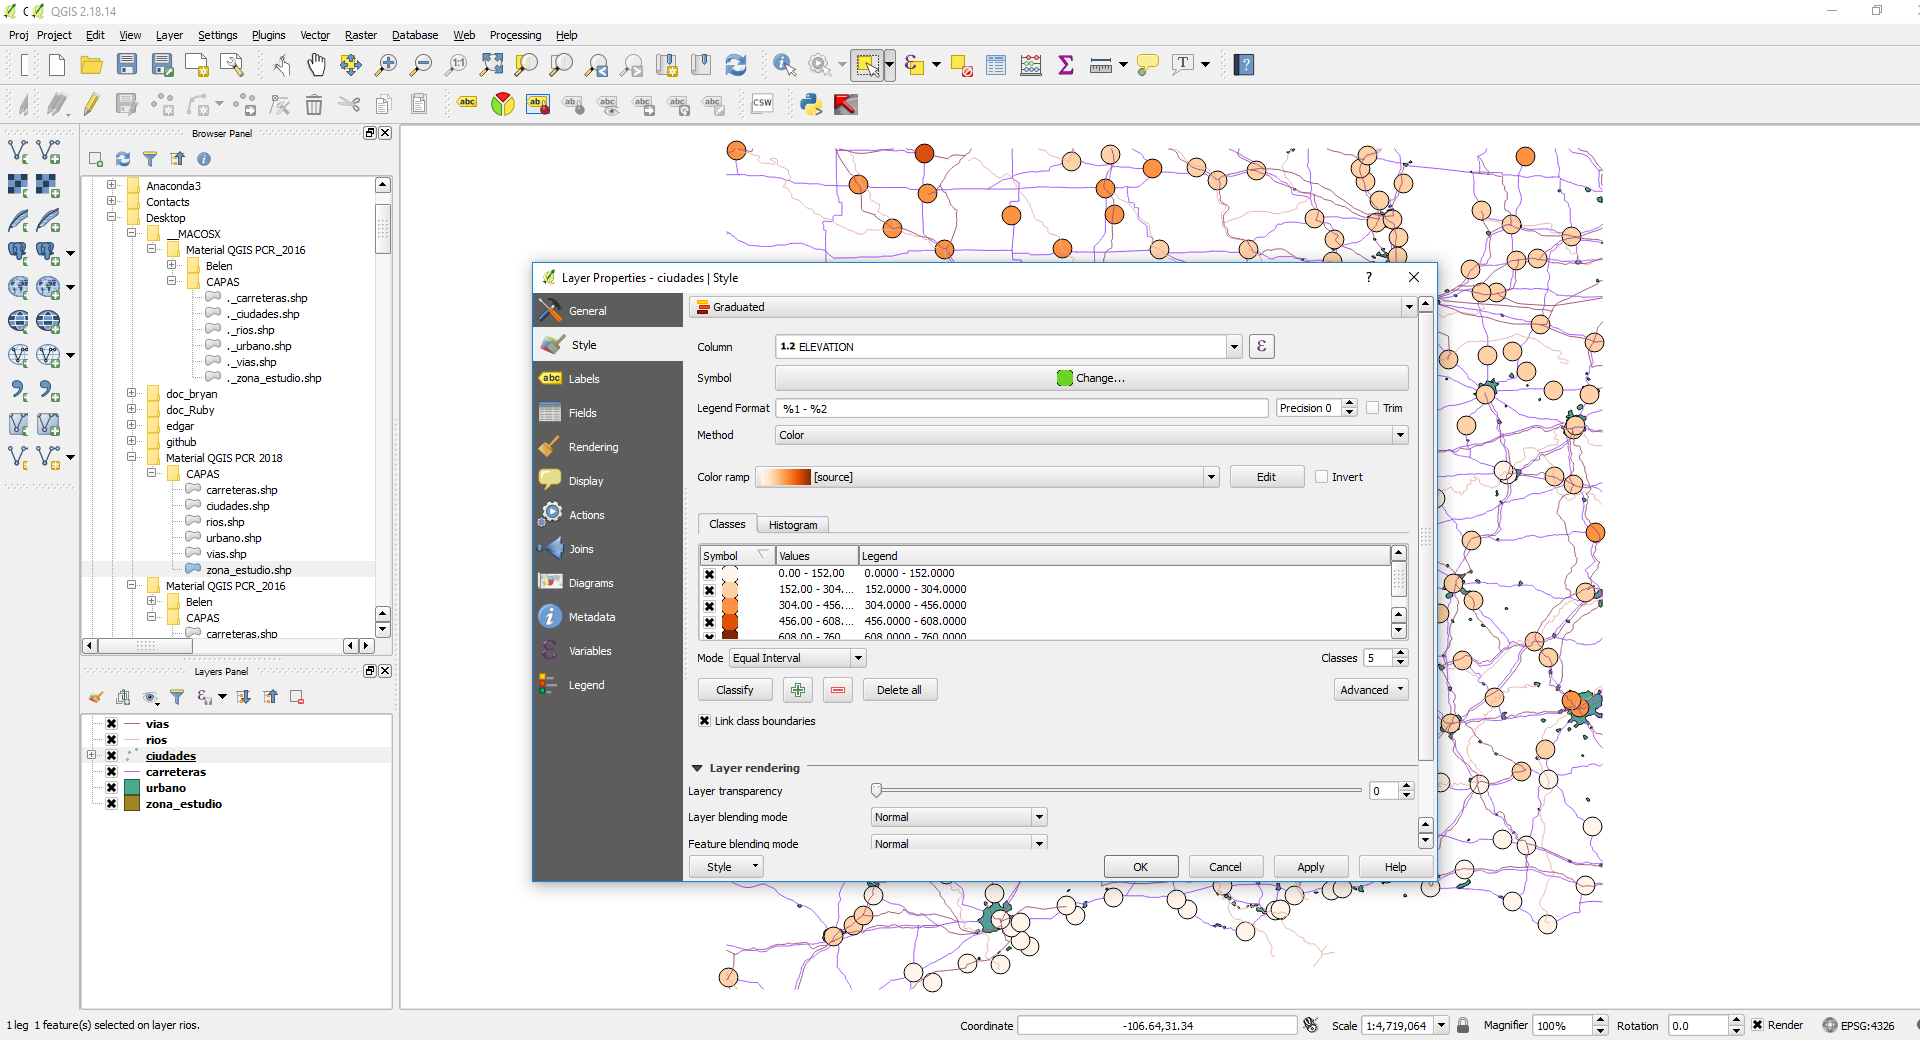 QGIS 2.18.14
Proj Project Edit View Layer Settings Plugins Vector Raster Database Web Processing Help
Browser Panel
Anaconda3
Contacts
Desktop
__MACOSX
Material QGIS PCR_2016
Belen
CAPAS
._carreteras.shp
._ciudades.shp
._rios.shp
._urbano.shp
._vias.shp
._zona_estudio.shp
doc_bryan
doc_Ruby
edgar
github
Material QGIS PCR 2018
CAPAS
carreteras.shp
ciudades.shp
rios.shp
urbano.shp
vias.shp
zona_estudio.shp
Material QGIS PCR_2016
Belen
CAPAS
carreteras.shp
Layers Panel
vias
rios
ciudades
carreteras
urbano
zona_estudio
Layer Properties - ciudades | Style
General
Style
Labels
Fields
Rendering
Display
Actions
Joins
Diagrams
Metadata
Variables
Legend
Graduated
Column 1.2 ELEVATION ε
Symbol Change...
Legend Format %1 - %2 Precision 0 Trim
Method Color
Color ramp [source] Edit Invert
Classes Histogram
Symbol Values Legend
0.00 - 152.00 0.0000 - 152.0000
152.00 - 304.... 152.0000 - 304.0000
304.00 - 456.... 304.0000 - 456.0000
456.00 - 608.... 456.0000 - 608.0000
608.00 - 760.... 608.0000 - 760.0000
Mode Equal Interval Classes 5
Classify Delete all Advanced
Link class boundaries
Layer rendering
Layer transparency 0
Layer blending mode Normal
Feature blending mode Normal
Style OK Cancel Apply Help
1 leg 1 feature(s) selected on layer rios.
Coordinate -106.64,31.34 Scale 1:4,719,064 Magnifier 100% Rotation 0.0 Render EPSG:4326